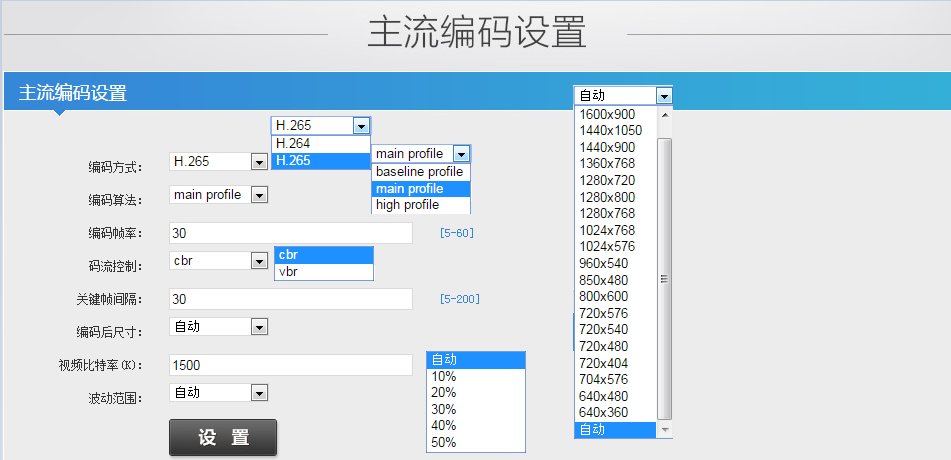 主流编码设置
主流编码设置
编码方式: H.265
H.265
H.264
H.265
编码算法: main profile
main profile
baseline profile
main profile
high profile
编码帧率: 30 [5-60]
码流控制: cbr
cbr
vbr
关键帧间隔: 30 [5-200]
编码后尺寸: 自动
自动
1600x900
1440x1050
1440x900
1360x768
1280x720
1280x800
1280x768
1024x768
1024x576
960x540
850x480
800x600
720x576
720x540
720x480
720x404
704x576
640x480
640x360
自动
视频比特率(K): 1500
波动范围: 自动
自动
10%
20%
30%
40%
50%
设 置